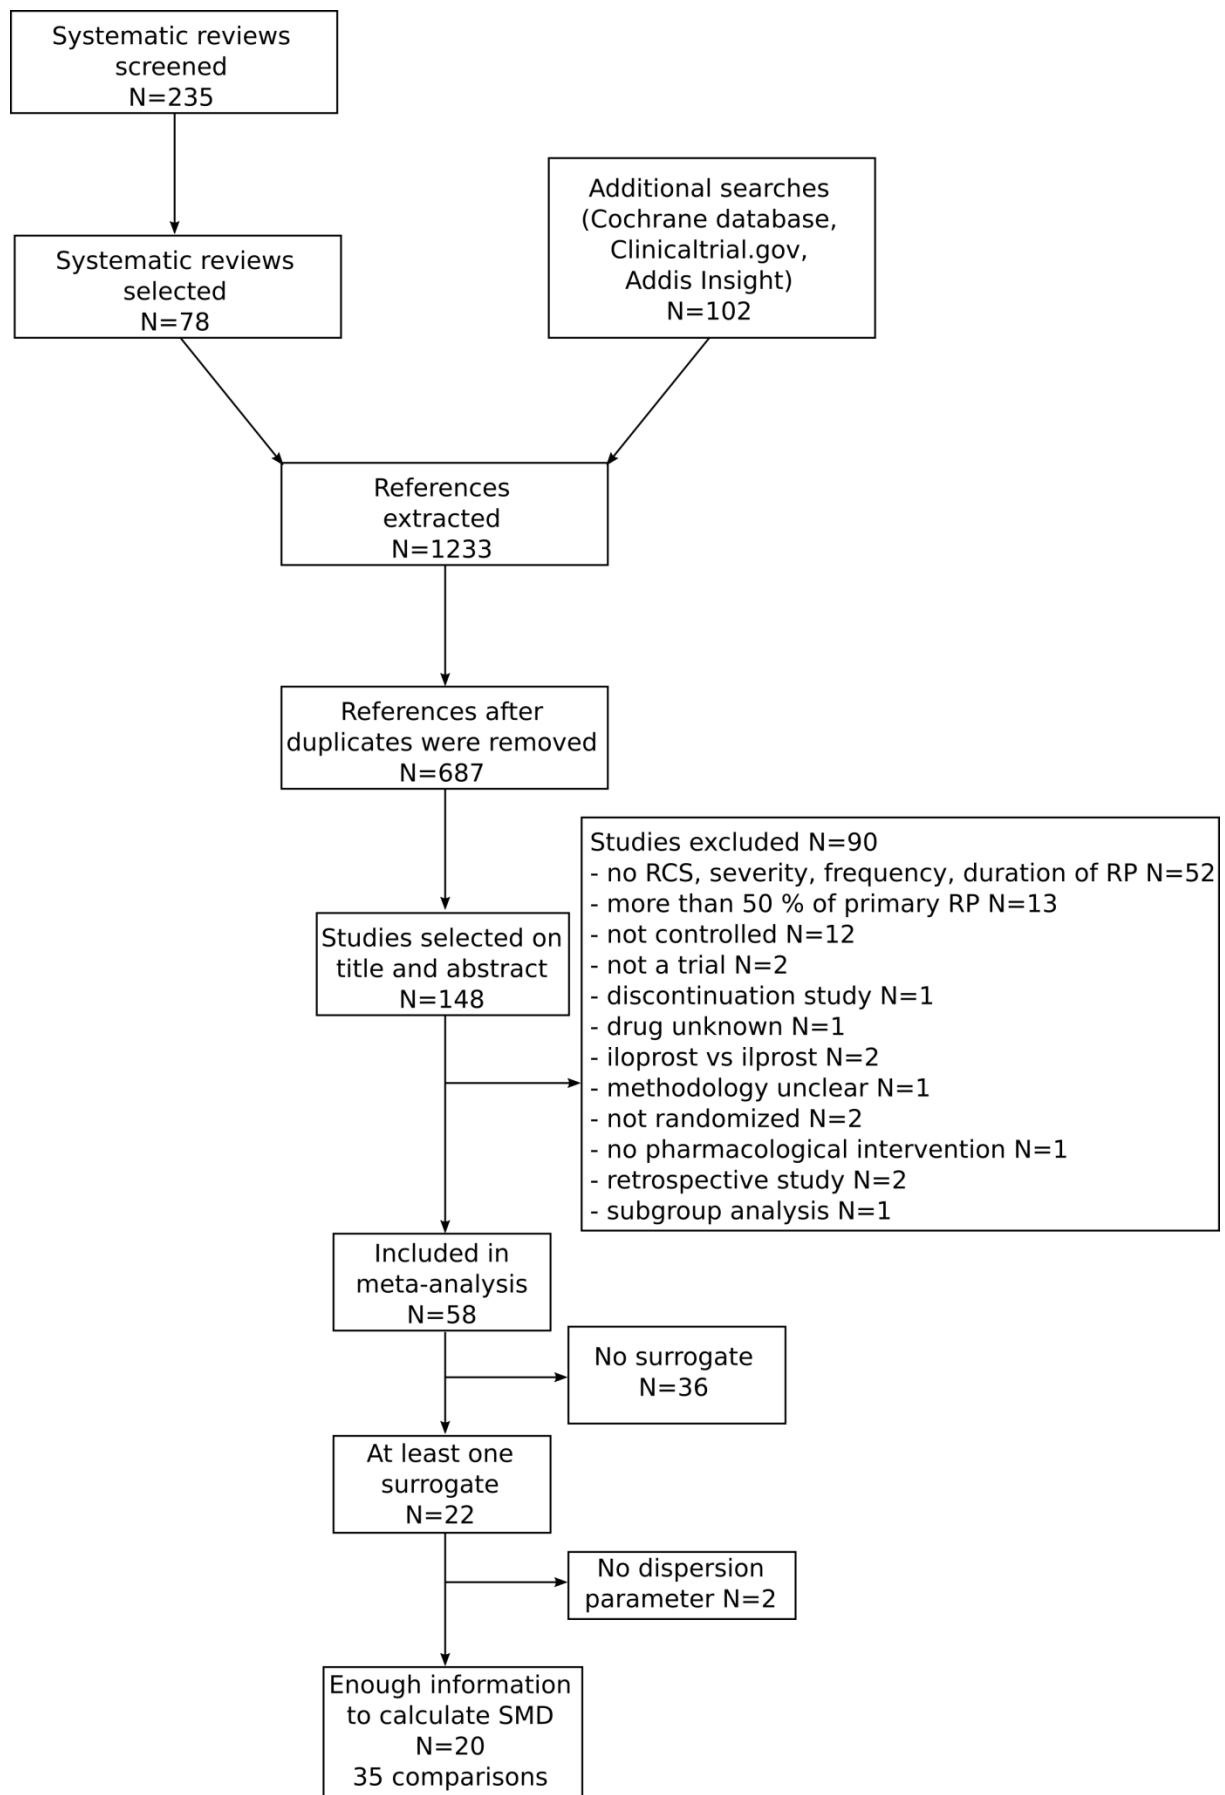 Systematic reviews
screened
N=235
Additional searches
(Cochrane database,
Clinicaltrial.gov,
Addis Insight)
N=102
Systematic reviews
selected
N=78
References
extracted
N=1233
References after
duplicates were removed
N=687
Studies excluded N=90
- no RCS, severity, frequency, duration of RP N=52
- more than 50 % of primary RP N=13
- not controlled N=12
- not a trial N=2
- discontinuation study N=1
- drug unknown N=1
- iloprost vs ilprost N=2
- methodology unclear N=1
- not randomized N=2
- no pharmacological intervention N=1
- retrospective study N=2
- subgroup analysis N=1
Studies selected on
title and abstract
N=148
Included in
meta-analysis
N=58
No surrogate
N=36
At least one
surrogate
N=22
No dispersion
parameter N=2
Enough information
to calculate SMD
N=20
35 comparisons